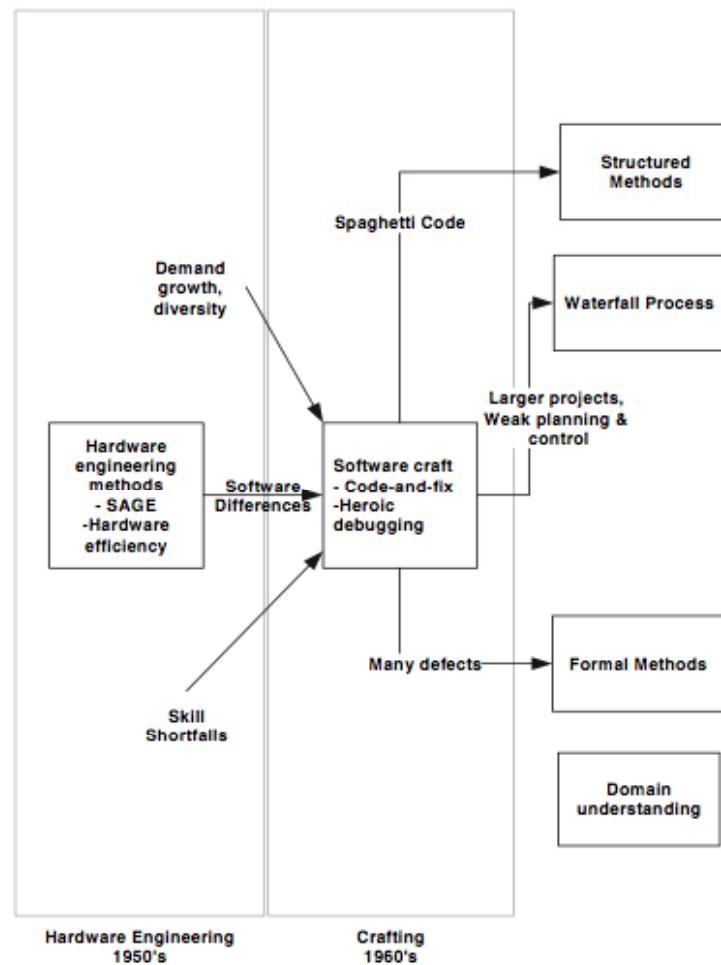 Structured
Methods
Spaghetti Code
Demand
growth,
diversity
Waterfall Process
Larger projects,
Weak planning &
control
Hardware
engineering
methods
- SAGE
-Hardware
efficiency
Software
Differences
Software craft
- Code-and-fix
-Heroic
debugging
Many defects
Formal Methods
Skill
Shortfalls
Domain
understanding
Hardware Engineering
1950's
Crafting
1960's